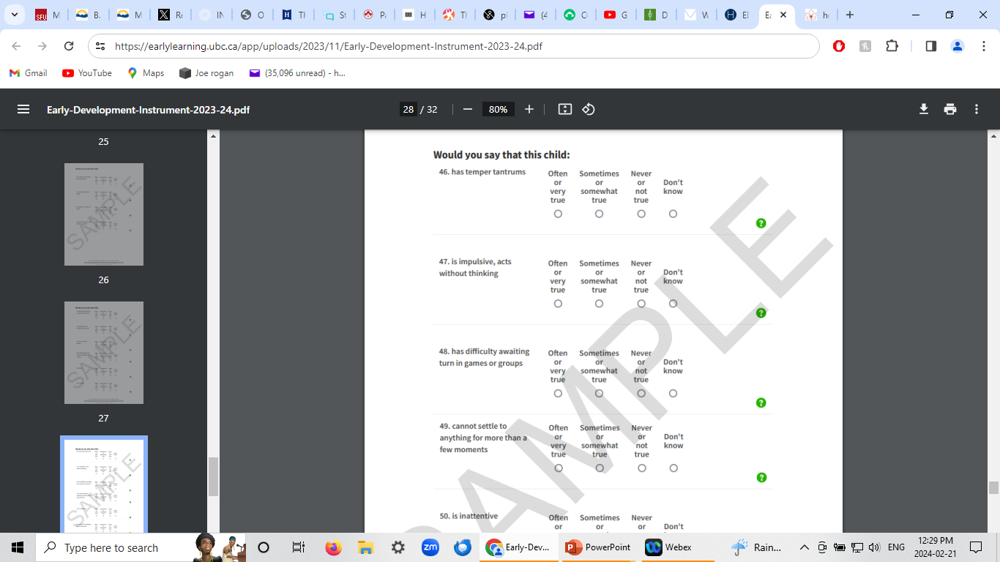 SFU M
B.
M
X Re
IN
O
H TI
St
Pa
H
TI
pl
(4
C
G
D
W
H El
Ea
h
https://earlylearning.ubc.ca/app/uploads/2023/11/Early-Development-Instrument-2023-24.pdf
Gmail YouTube Maps Joe rogan (35,096 unread) - h...
Early-Development-Instrument-2023-24.pdf 28 / 32 80%
25
SAMPLE
26
SAMPLE
27
SAMPLE
Would you say that this child:
46. has temper tantrums
Often or very true
Sometimes or somewhat true
Never or not true
Don't know
?
47. is impulsive, acts
without thinking
Often or very true
Sometimes or somewhat true
Never or not true
Don't know
?
48. has difficulty awaiting
turn in games or groups
Often or very true
Sometimes or somewhat true
Never or not true
Don't know
?
49. cannot settle to
anything for more than a
few moments
Often or very true
Sometimes or somewhat true
Never or not true
Don't know
?
50. is inattentive
Often or
Sometimes or
Never or
Don't
SAMPLE
Type here to search
zm
Early-Dev...
PowerPoint
Webex
Rain...
ENG
12:29 PM
2024-02-21